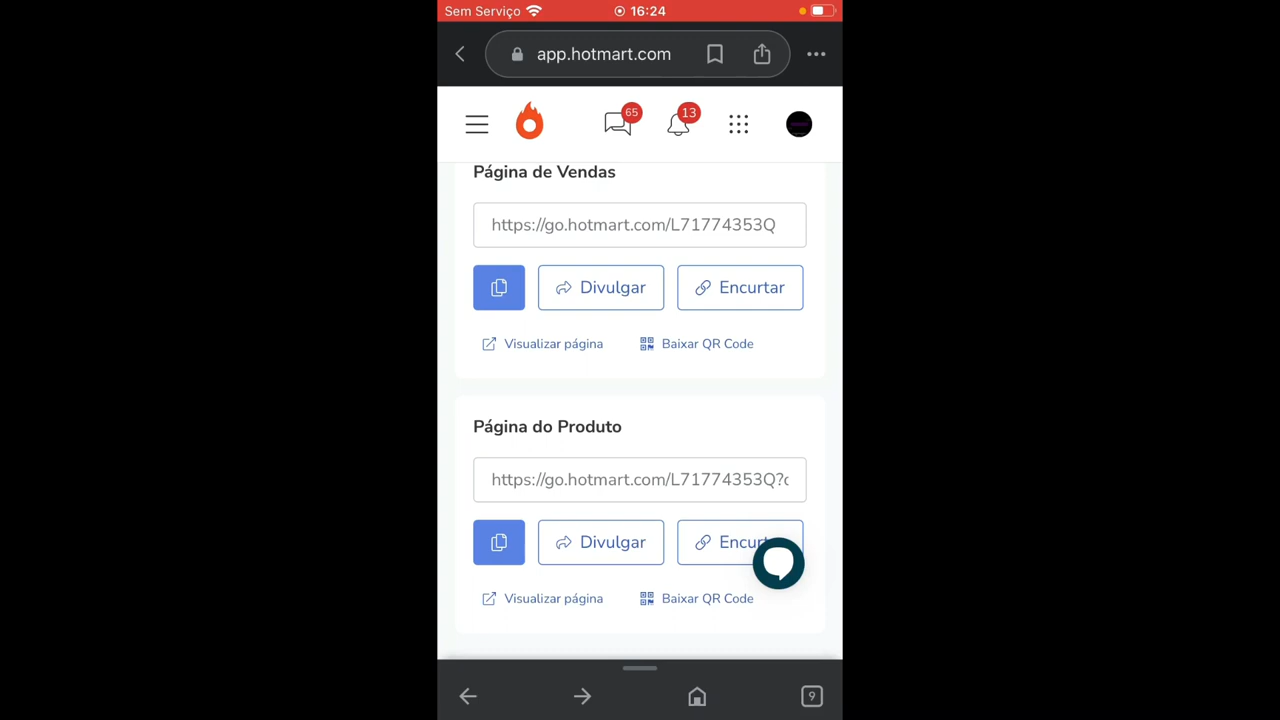 Sem Serviço 16:24
app.hotmart.com
65 13
Página de Vendas
https://go.hotmart.com/L71774353Q
Divulgar Encurtar
Visualizar página Baixar QR Code
Página do Produto
https://go.hotmart.com/L71774353Q?
Divulgar Encurt
Visualizar página Baixar QR Code
9